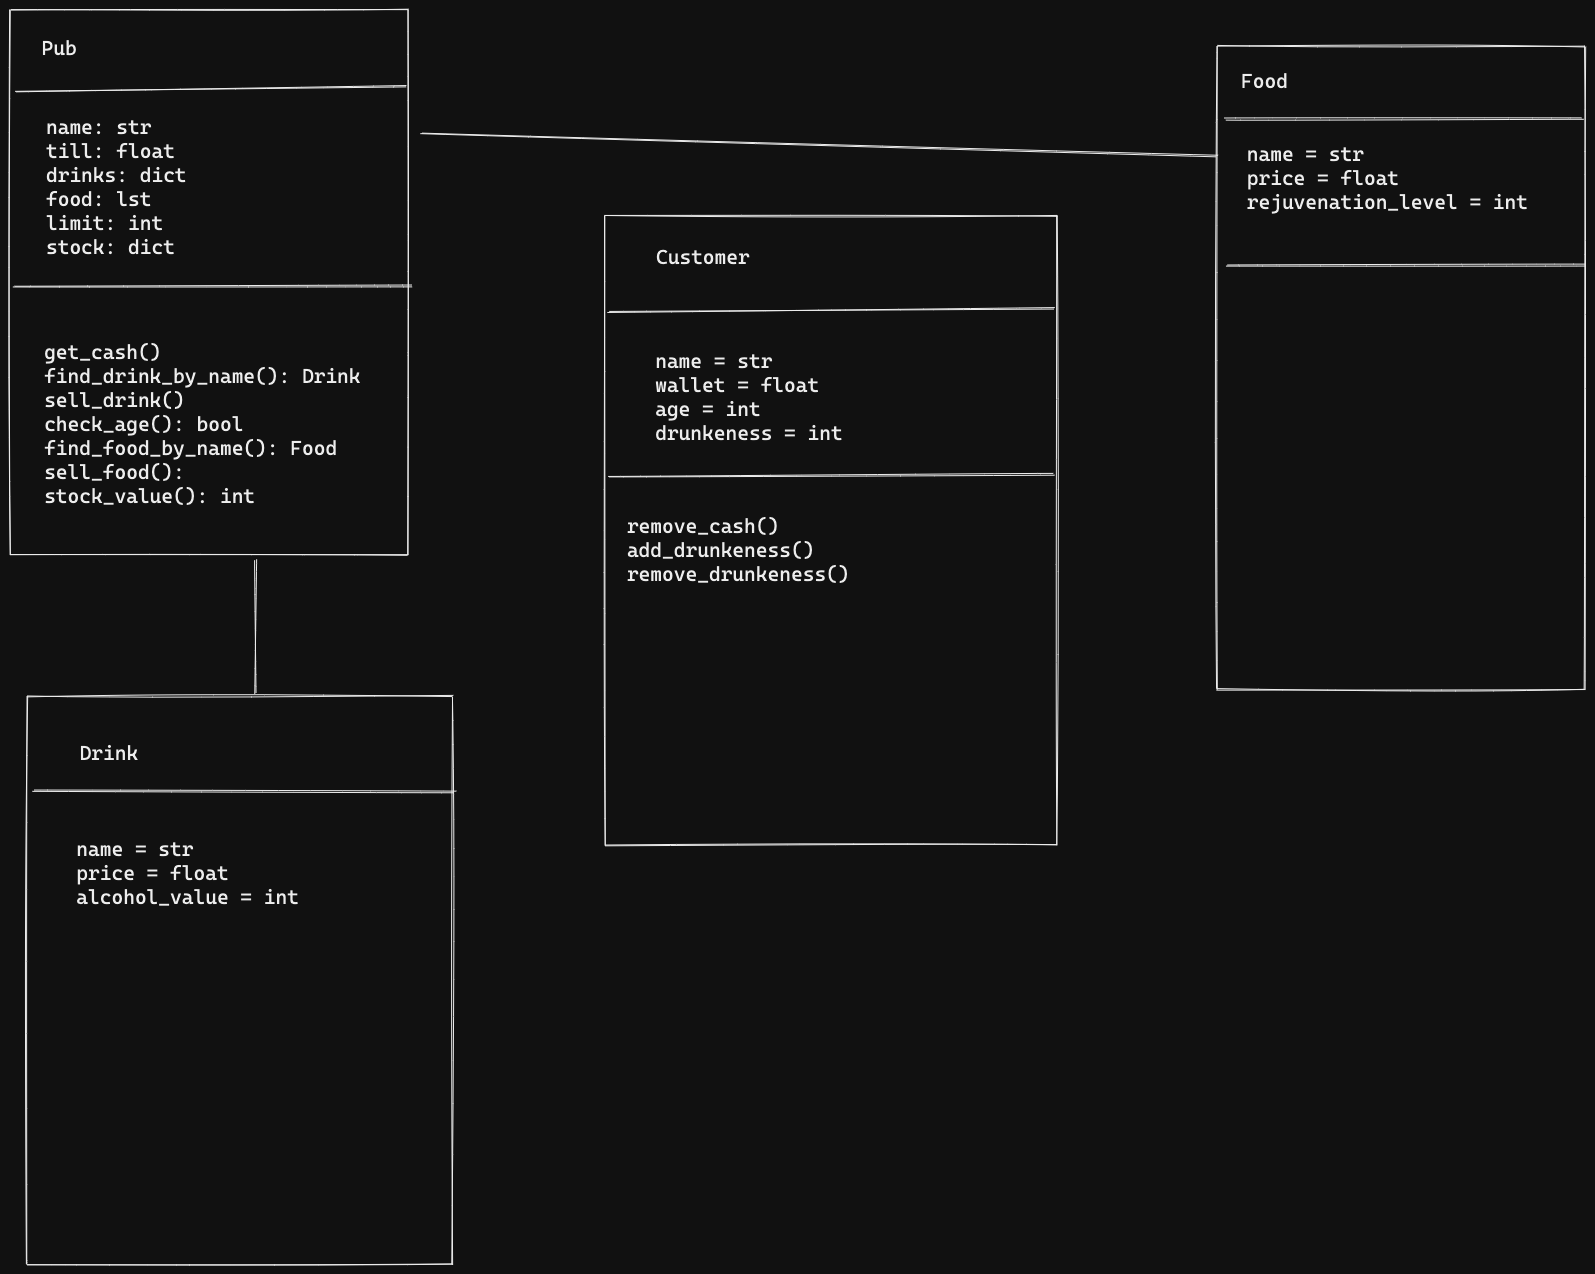 Pub
name: str
till: float
drinks: dict
food: lst
limit: int
stock: dict
get_cash()
find_drink_by_name(): Drink
sell_drink()
check_age(): bool
find_food_by_name(): Food
sell_food():
stock_value(): int
Customer
name = str
wallet = float
age = int
drunkeness = int
remove_cash()
add_drunkeness()
remove_drunkeness()
Food
name = str
price = float
rejuvenation_level = int
Drink
name = str
price = float
alcohol_value = int